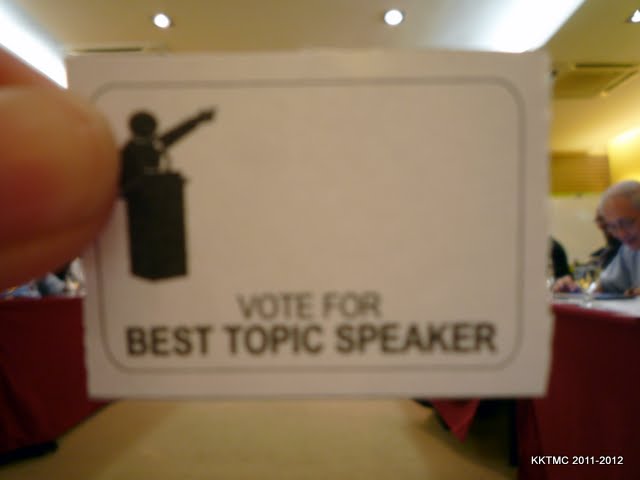 VOTE FOR
BEST TOPIC SPEAKER
KKTMC 2011-2012